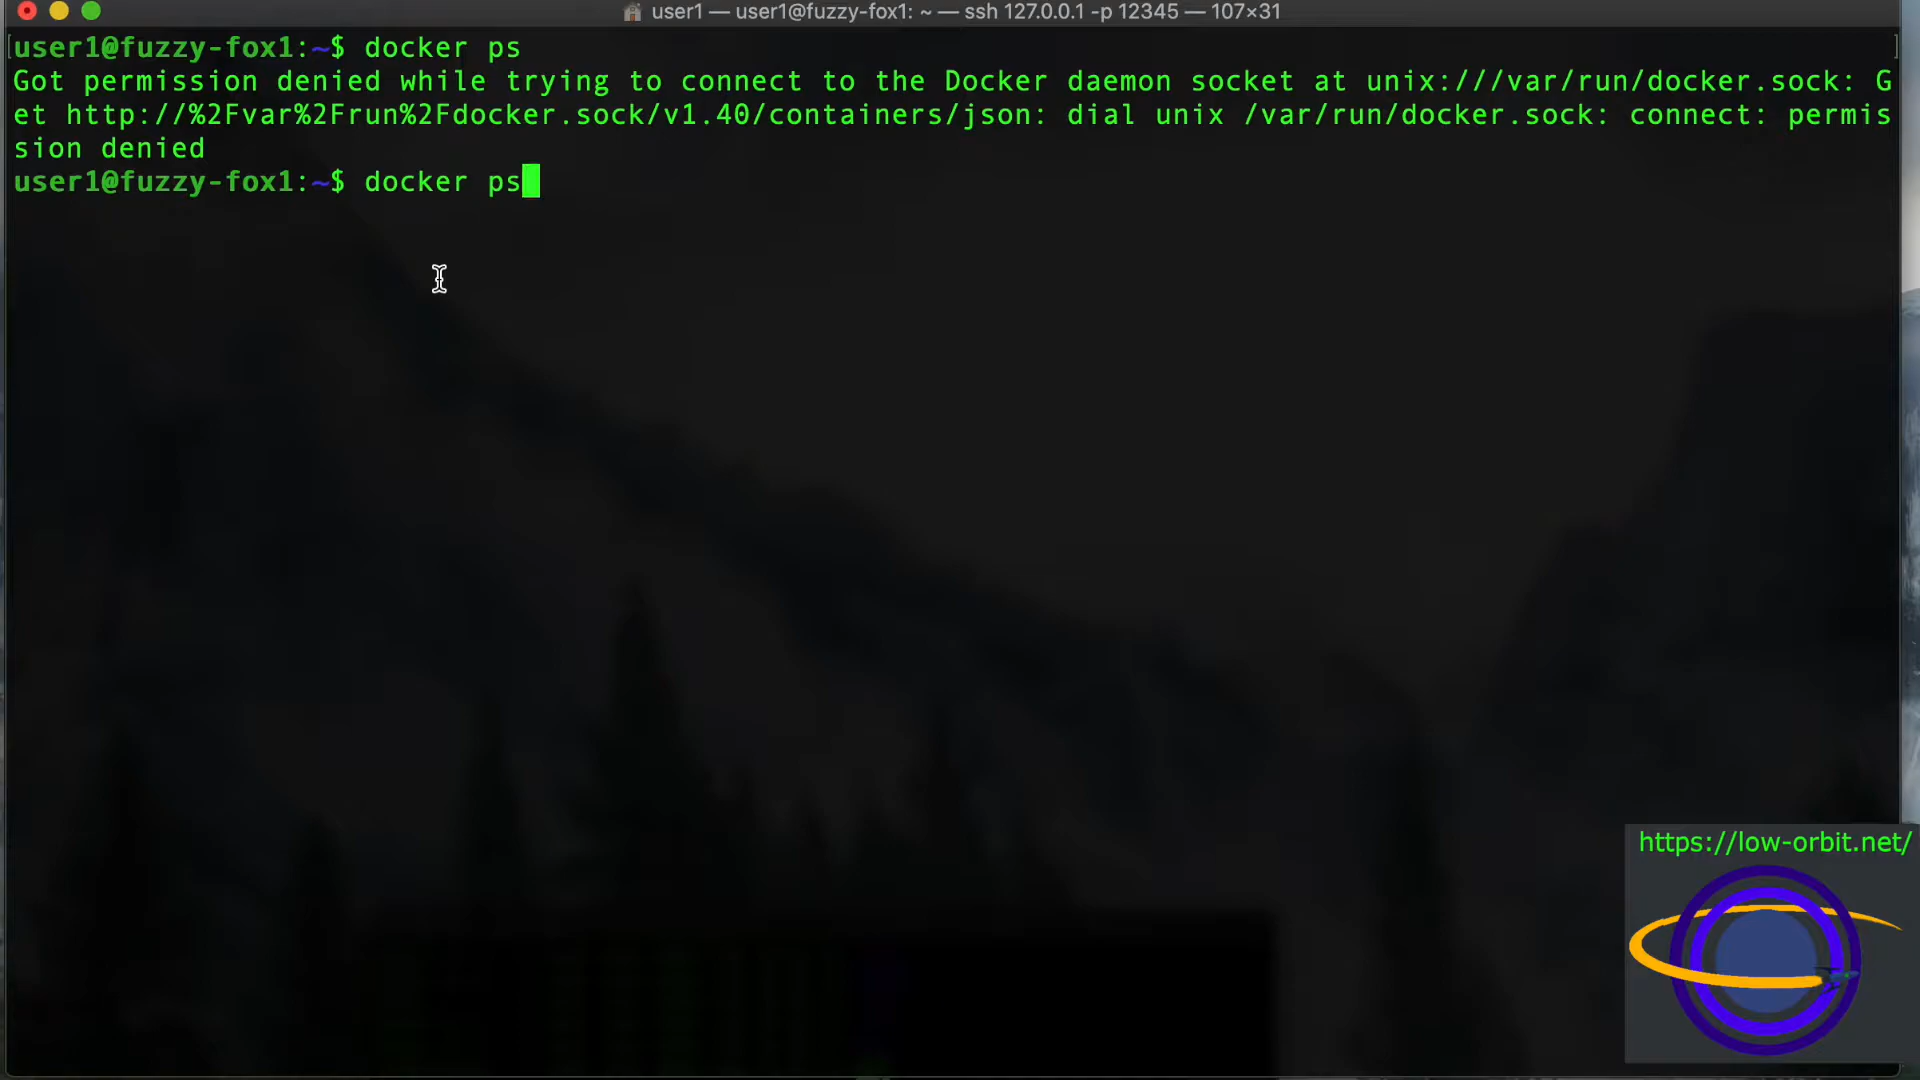 user1 — user1@fuzzy-fox1: ~ — ssh 127.0.0.1 -p 12345 — 107×31
[user1@fuzzy-fox1:~$ docker ps ]
Got permission denied while trying to connect to the Docker daemon socket at unix:///var/run/docker.sock: G
et http://%2Fvar%2Frun%2Fdocker.sock/v1.40/containers/json: dial unix /var/run/docker.sock: connect: permis
sion denied
user1@fuzzy-fox1:~$ docker ps
https://low-orbit.net/